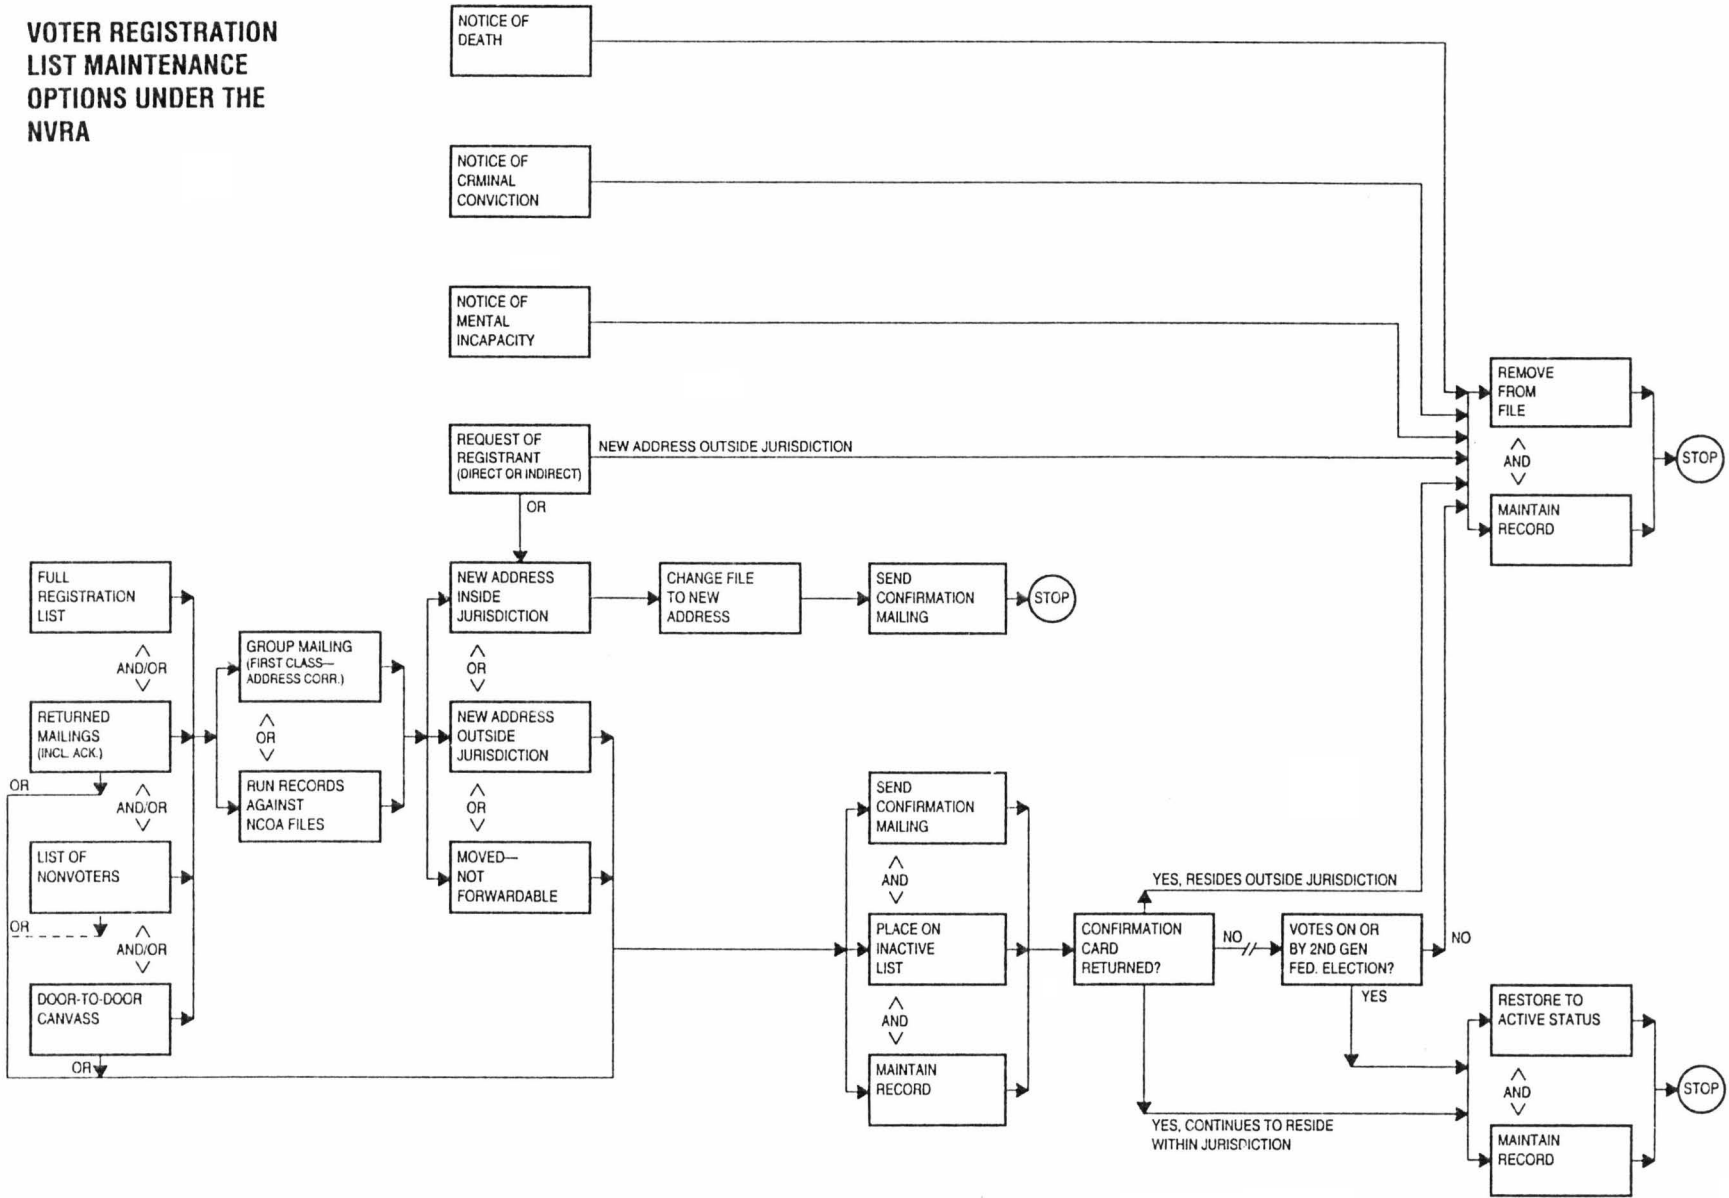 VOTER REGISTRATION
LIST MAINTENANCE
OPTIONS UNDER THE
NVRA
NOTICE OF
DEATH
NOTICE OF
CRMINAL
CONVICTION
NOTICE OF
MENTAL
INCAPACITY
REQUEST OF
REGISTRANT
(DIRECT OR INDIRECT)
NEW ADDRESS OUTSIDE JURISDICTION
OR
REMOVE
FROM
FILE
AND
MAINTAIN
RECORD
STOP
FULL
REGISTRATION
LIST
AND/OR
RETURNED
MAILINGS
(INCL. ACK.)
OR
AND/OR
LIST OF
NONVOTERS
OR
AND/OR
DOOR-TO-DOOR
CANVASS
OR
GROUP MAILING
(FIRST CLASS—
ADDRESS CORR.)
OR
RUN RECORDS
AGAINST
NCOA FILES
NEW ADDRESS
INSIDE
JURISDICTION
OR
NEW ADDRESS
OUTSIDE
JURISDICTION
OR
MOVED—
NOT
FORWARDABLE
CHANGE FILE
TO NEW
ADDRESS
SEND
CONFIRMATION
MAILING
STOP
SEND
CONFIRMATION
MAILING
AND
PLACE ON
INACTIVE
LIST
AND
MAINTAIN
RECORD
YES, RESIDES OUTSIDE JURISDICTION
CONFIRMATION
CARD
RETURNED?
NO
VOTES ON OR
BY 2ND GEN
FED. ELECTION?
NO
YES
YES, CONTINUES TO RESIDE
WITHIN JURISDICTION
RESTORE TO
ACTIVE STATUS
AND
MAINTAIN
RECORD
STOP